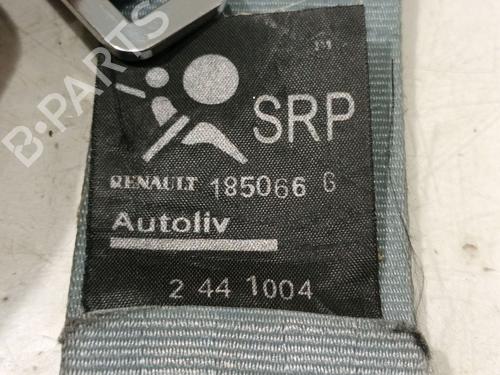 SRP
RENAULT 185066 G
Autoliv
2 44 1004
B-PARTS